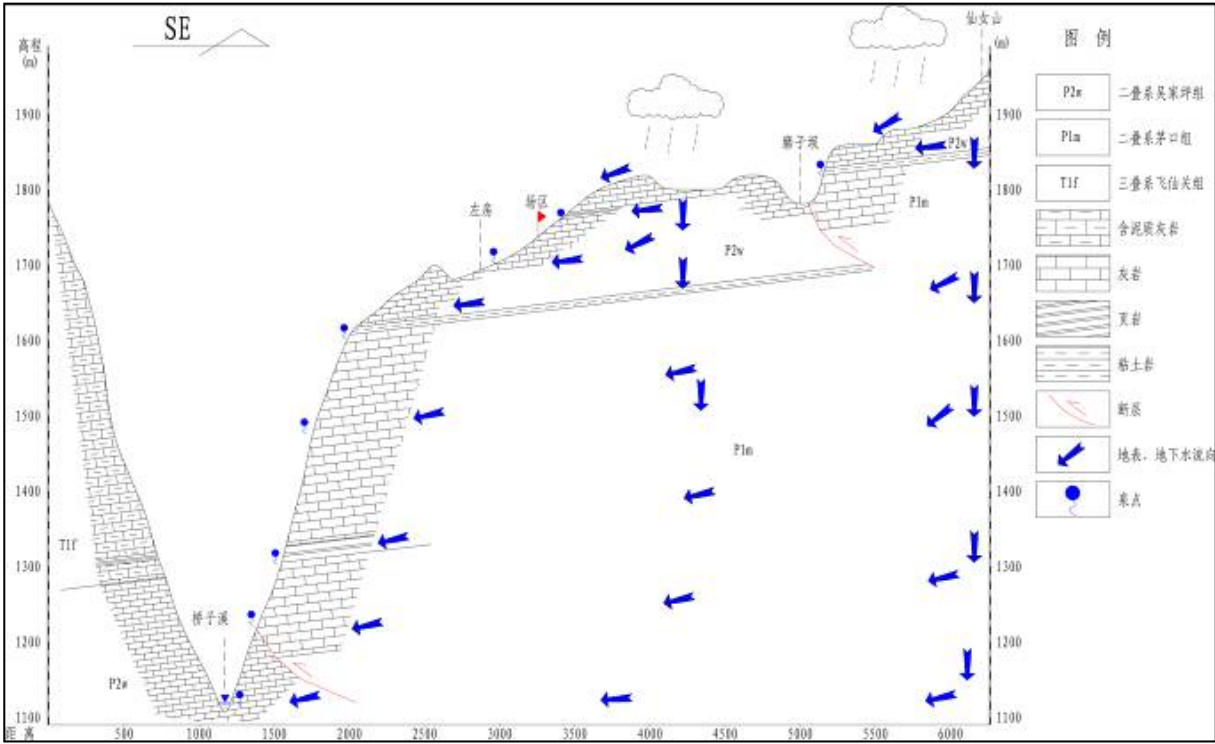 SE
高程
(m)
1900
1800
1700
1600
1500
1400
1300
1200
1100
距离
500
1000
1500
2000
2500
3000
3500
4000
4500
5000
5500
6000
仙女山
(m)
1900
1800
1700
1600
1500
1400
1300
1200
1100
磨子坝
场区
左房
桥子溪
P2w
P1m
P2w
P1m
T1f
P2w
图 例
P2w 二叠系吴家坪组
P1m 二叠系茅口组
T1f 三叠系飞仙关组
含泥质灰岩
灰岩
页岩
粘土岩
断层
地表、地下水流向
泉点